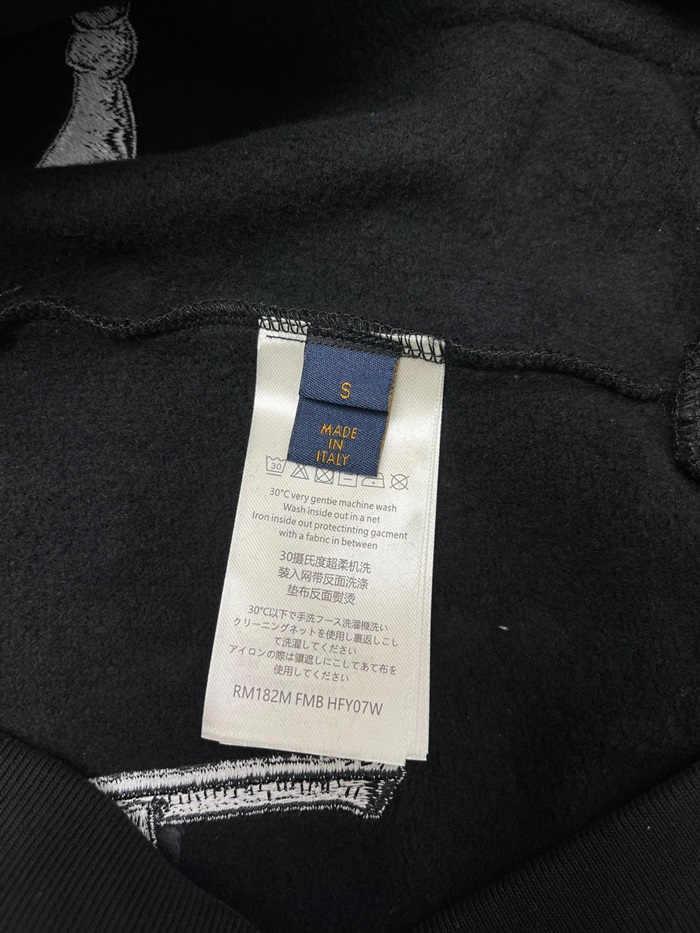 S
MADE
IN
ITALY
30
30°C very gentie machine wash
Wash inside out in a net
Iron inside out protectinting gacment
with a fabric in between
30摄氏度超柔机洗
裝入网带反面洗涤
垫布反面熨烫
30℃以下で手洗フース洗濯機洗い
クリーニングネットを使用し裏返しこし
て洗濯してください
アイロンの際は
しにこしてあて布を
使用してください
RM182M FMB HFY07W